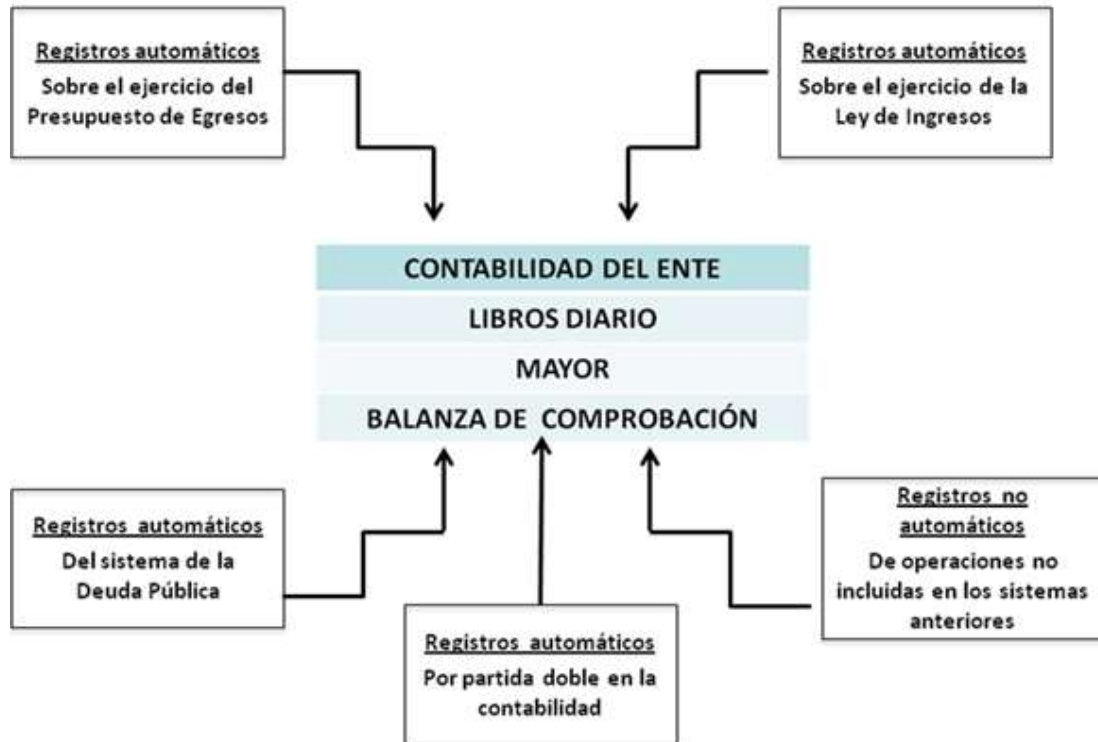 Registros automáticos
Sobre el ejercicio del
Presupuesto de Egresos
Registros automáticos
Sobre el ejercicio de la
Ley de Ingresos
CONTABILIDAD DEL ENTE
LIBROS DIARIO
MAYOR
BALANZA DE COMPROBACIÓN
Registros automáticos
Del sistema de la
Deuda Pública
Registros automáticos
Por partida doble en la
contabilidad
Registros no
automáticos
De operaciones no
incluidas en los sistemas
anteriores